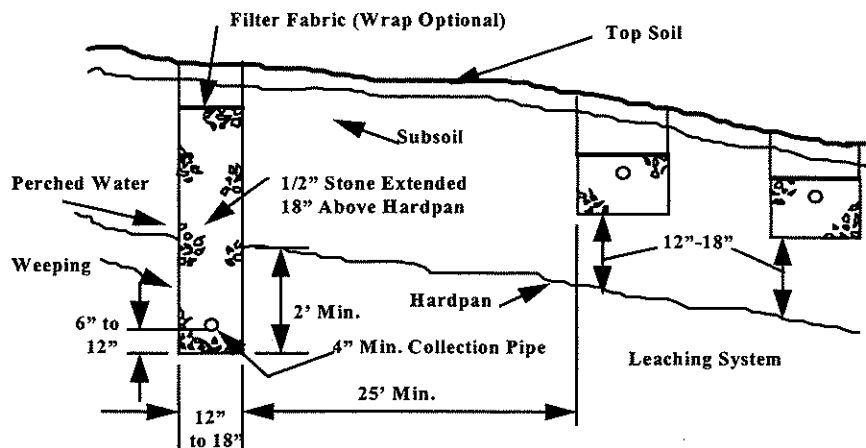 Filter Fabric (Wrap Optional)
Top Soil
Subsoil
Perched Water
1/2” Stone Extended
18” Above Hardpan
Weeping
12”-18”
Hardpan
2’ Min.
6” to
12”
4” Min. Collection Pipe
Leaching System
25’ Min.
12”
to 18”